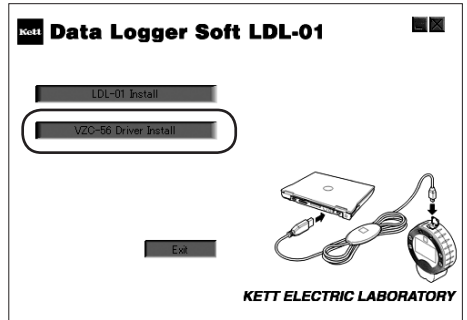 Kett Data Logger Soft LDL-01
LDL-01 Install
VZC-56 Driver Install
Exit
KETT ELECTRIC LABORATORY